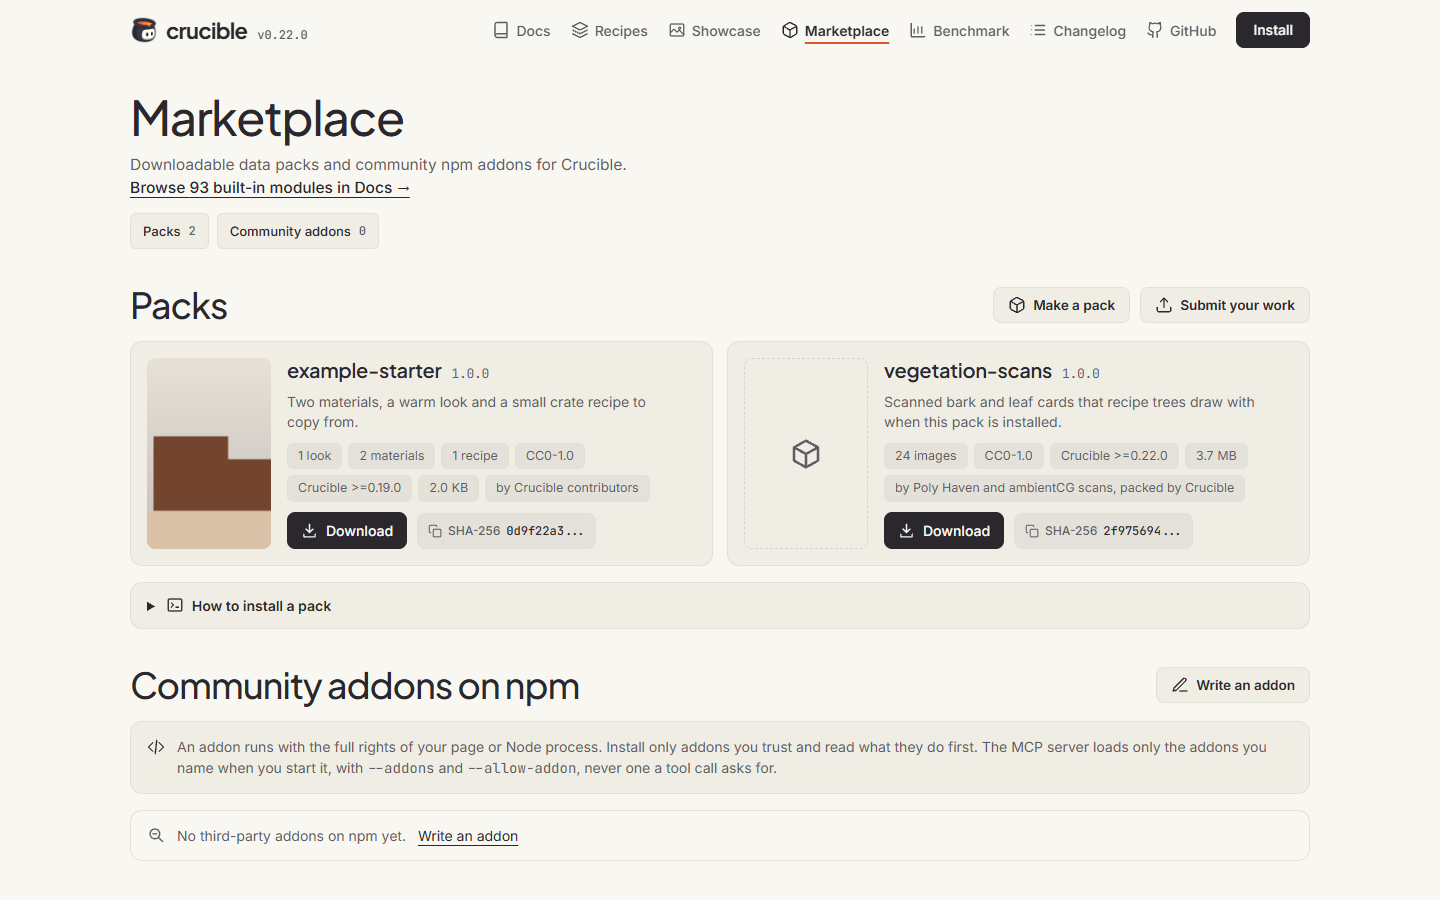 crucible v0.22.0
Docs
Recipes
Showcase
Marketplace
Benchmark
Changelog
GitHub
Install
Marketplace
Downloadable data packs and community npm addons for Crucible.
Browse 93 built-in modules in Docs →
Packs 2
Community addons 0
Packs
Make a pack
Submit your work
example-starter 1.0.0
Two materials, a warm look and a small crate recipe to
copy from.
1 look
2 materials
1 recipe
CC0-1.0
Crucible >=0.19.0
2.0 KB
by Crucible contributors
Download
SHA-256 0d9f22a3...
vegetation-scans 1.0.0
Scanned bark and leaf cards that recipe trees draw with
when this pack is installed.
24 images
CC0-1.0
Crucible >=0.22.0
3.7 MB
by Poly Haven and ambientCG scans, packed by Crucible
Download
SHA-256 2f975694...
How to install a pack
Community addons on npm
Write an addon
An addon runs with the full rights of your page or Node process. Install only addons you trust and read what they do first. The MCP server loads only the addons you
name when you start it, with --addons and --allow-addon, never one a tool call asks for.
No third-party addons on npm yet. Write an addon